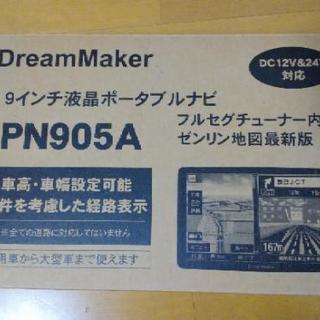 DreamMaker
DC12V&24
対応
9インチ液晶ポータブルナビ
PN905A
フルセグチューナー内
ゼンリン地図最新版
車高・車幅設定可能
件を考慮した経路表示
※全ての道路に対応してはいません
用車から大型車まで使えます
167m